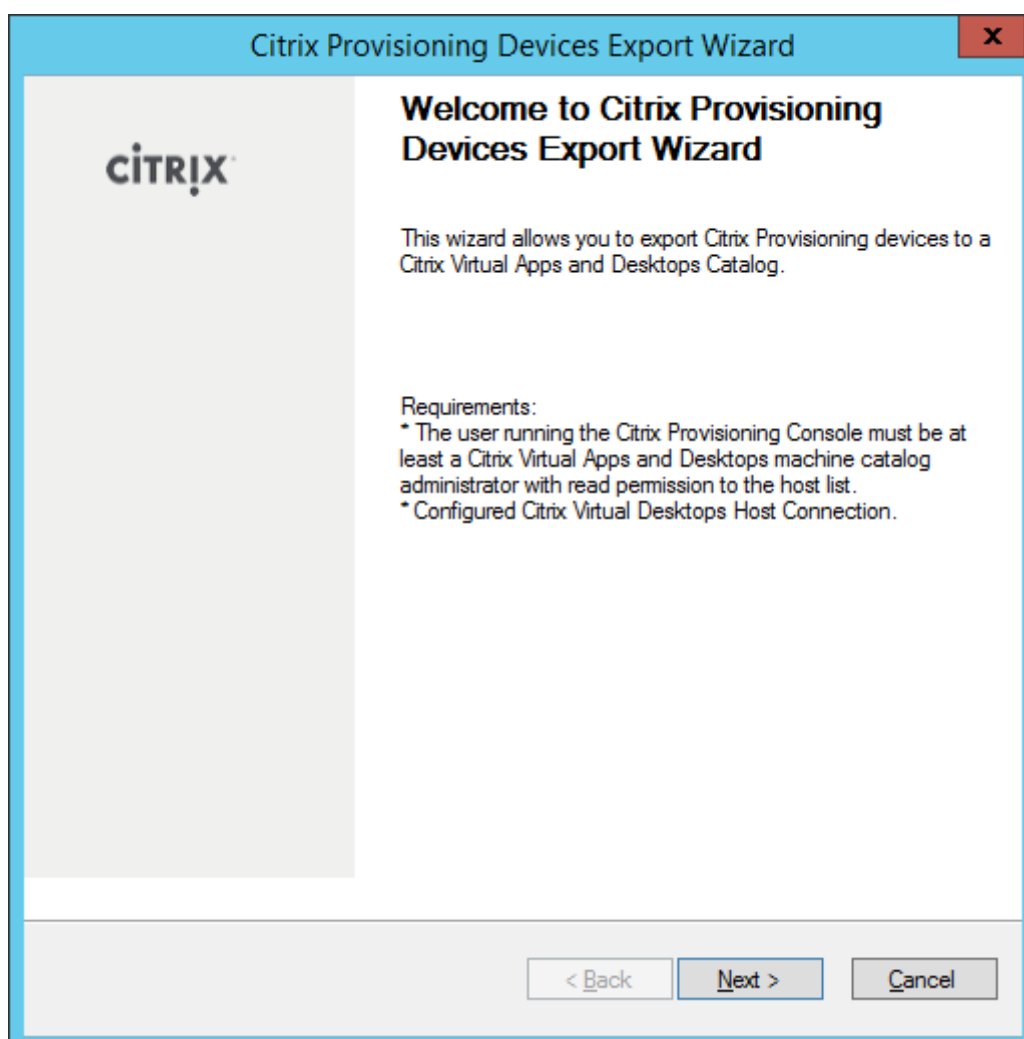 Citrix Provisioning Devices Export Wizard
x
CİTRIX
Welcome to Citrix Provisioning
Devices Export Wizard
This wizard allows you to export Citrix Provisioning devices to a
Citrix Virtual Apps and Desktops Catalog.
Requirements:
* The user running the Citrix Provisioning Console must be at
least a Citrix Virtual Apps and Desktops machine catalog
administrator with read permission to the host list.
* Configured Citrix Virtual Desktops Host Connection.
< Back
Next >
Cancel